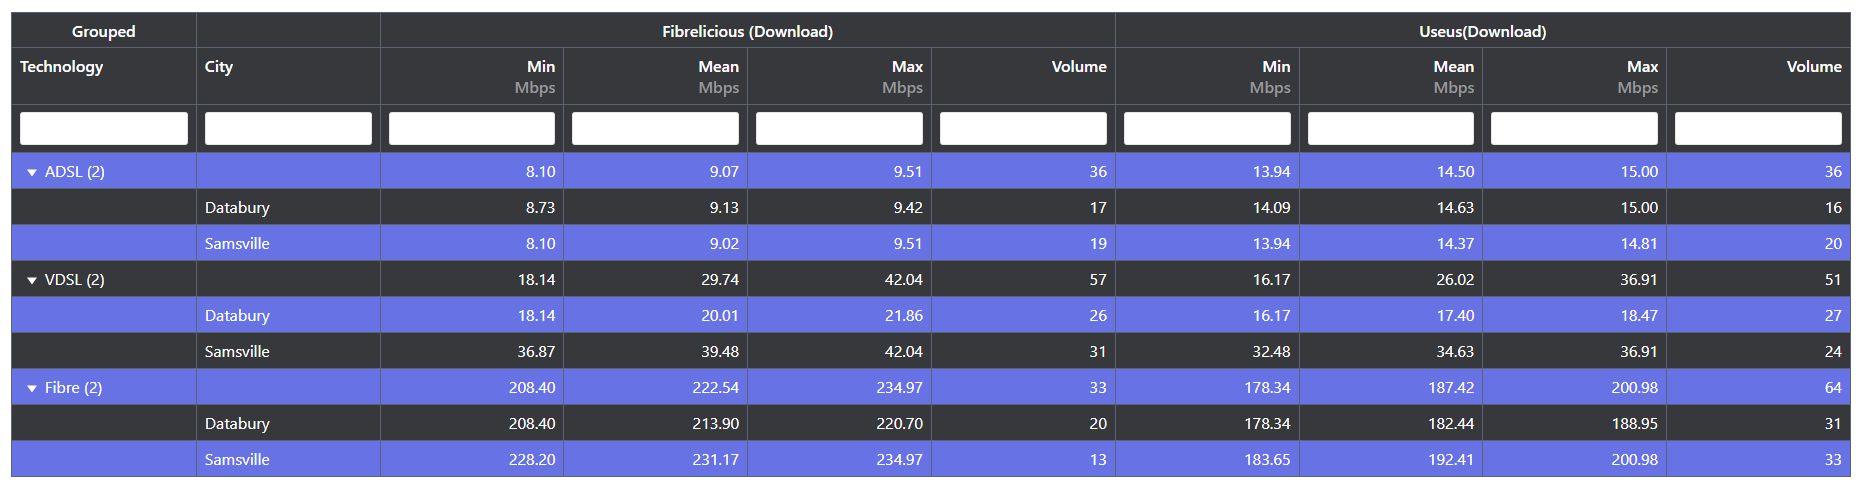 Grouped Fibrelicious (Download) Useus(Download)
Technology City Min Mean Max Volume Min Mean Max Volume
Mbps Mbps Mbps Mbps Mbps Mbps
ADSL (2) 8.10 9.07 9.51 36 13.94 14.50 15.00 36
Databury 8.73 9.13 9.42 17 14.09 14.63 15.00 16
Samsville 8.10 9.02 9.51 19 13.94 14.37 14.81 20
VDSL (2) 18.14 29.74 42.04 57 16.17 26.02 36.91 51
Databury 18.14 20.01 21.86 26 16.17 17.40 18.47 27
Samsville 36.87 39.48 42.04 31 32.48 34.63 36.91 24
Fibre (2) 208.40 222.54 234.97 33 178.34 187.42 200.98 64
Databury 208.40 213.90 220.70 20 178.34 182.44 188.95 31
Samsville 228.20 231.17 234.97 13 183.65 192.41 200.98 33